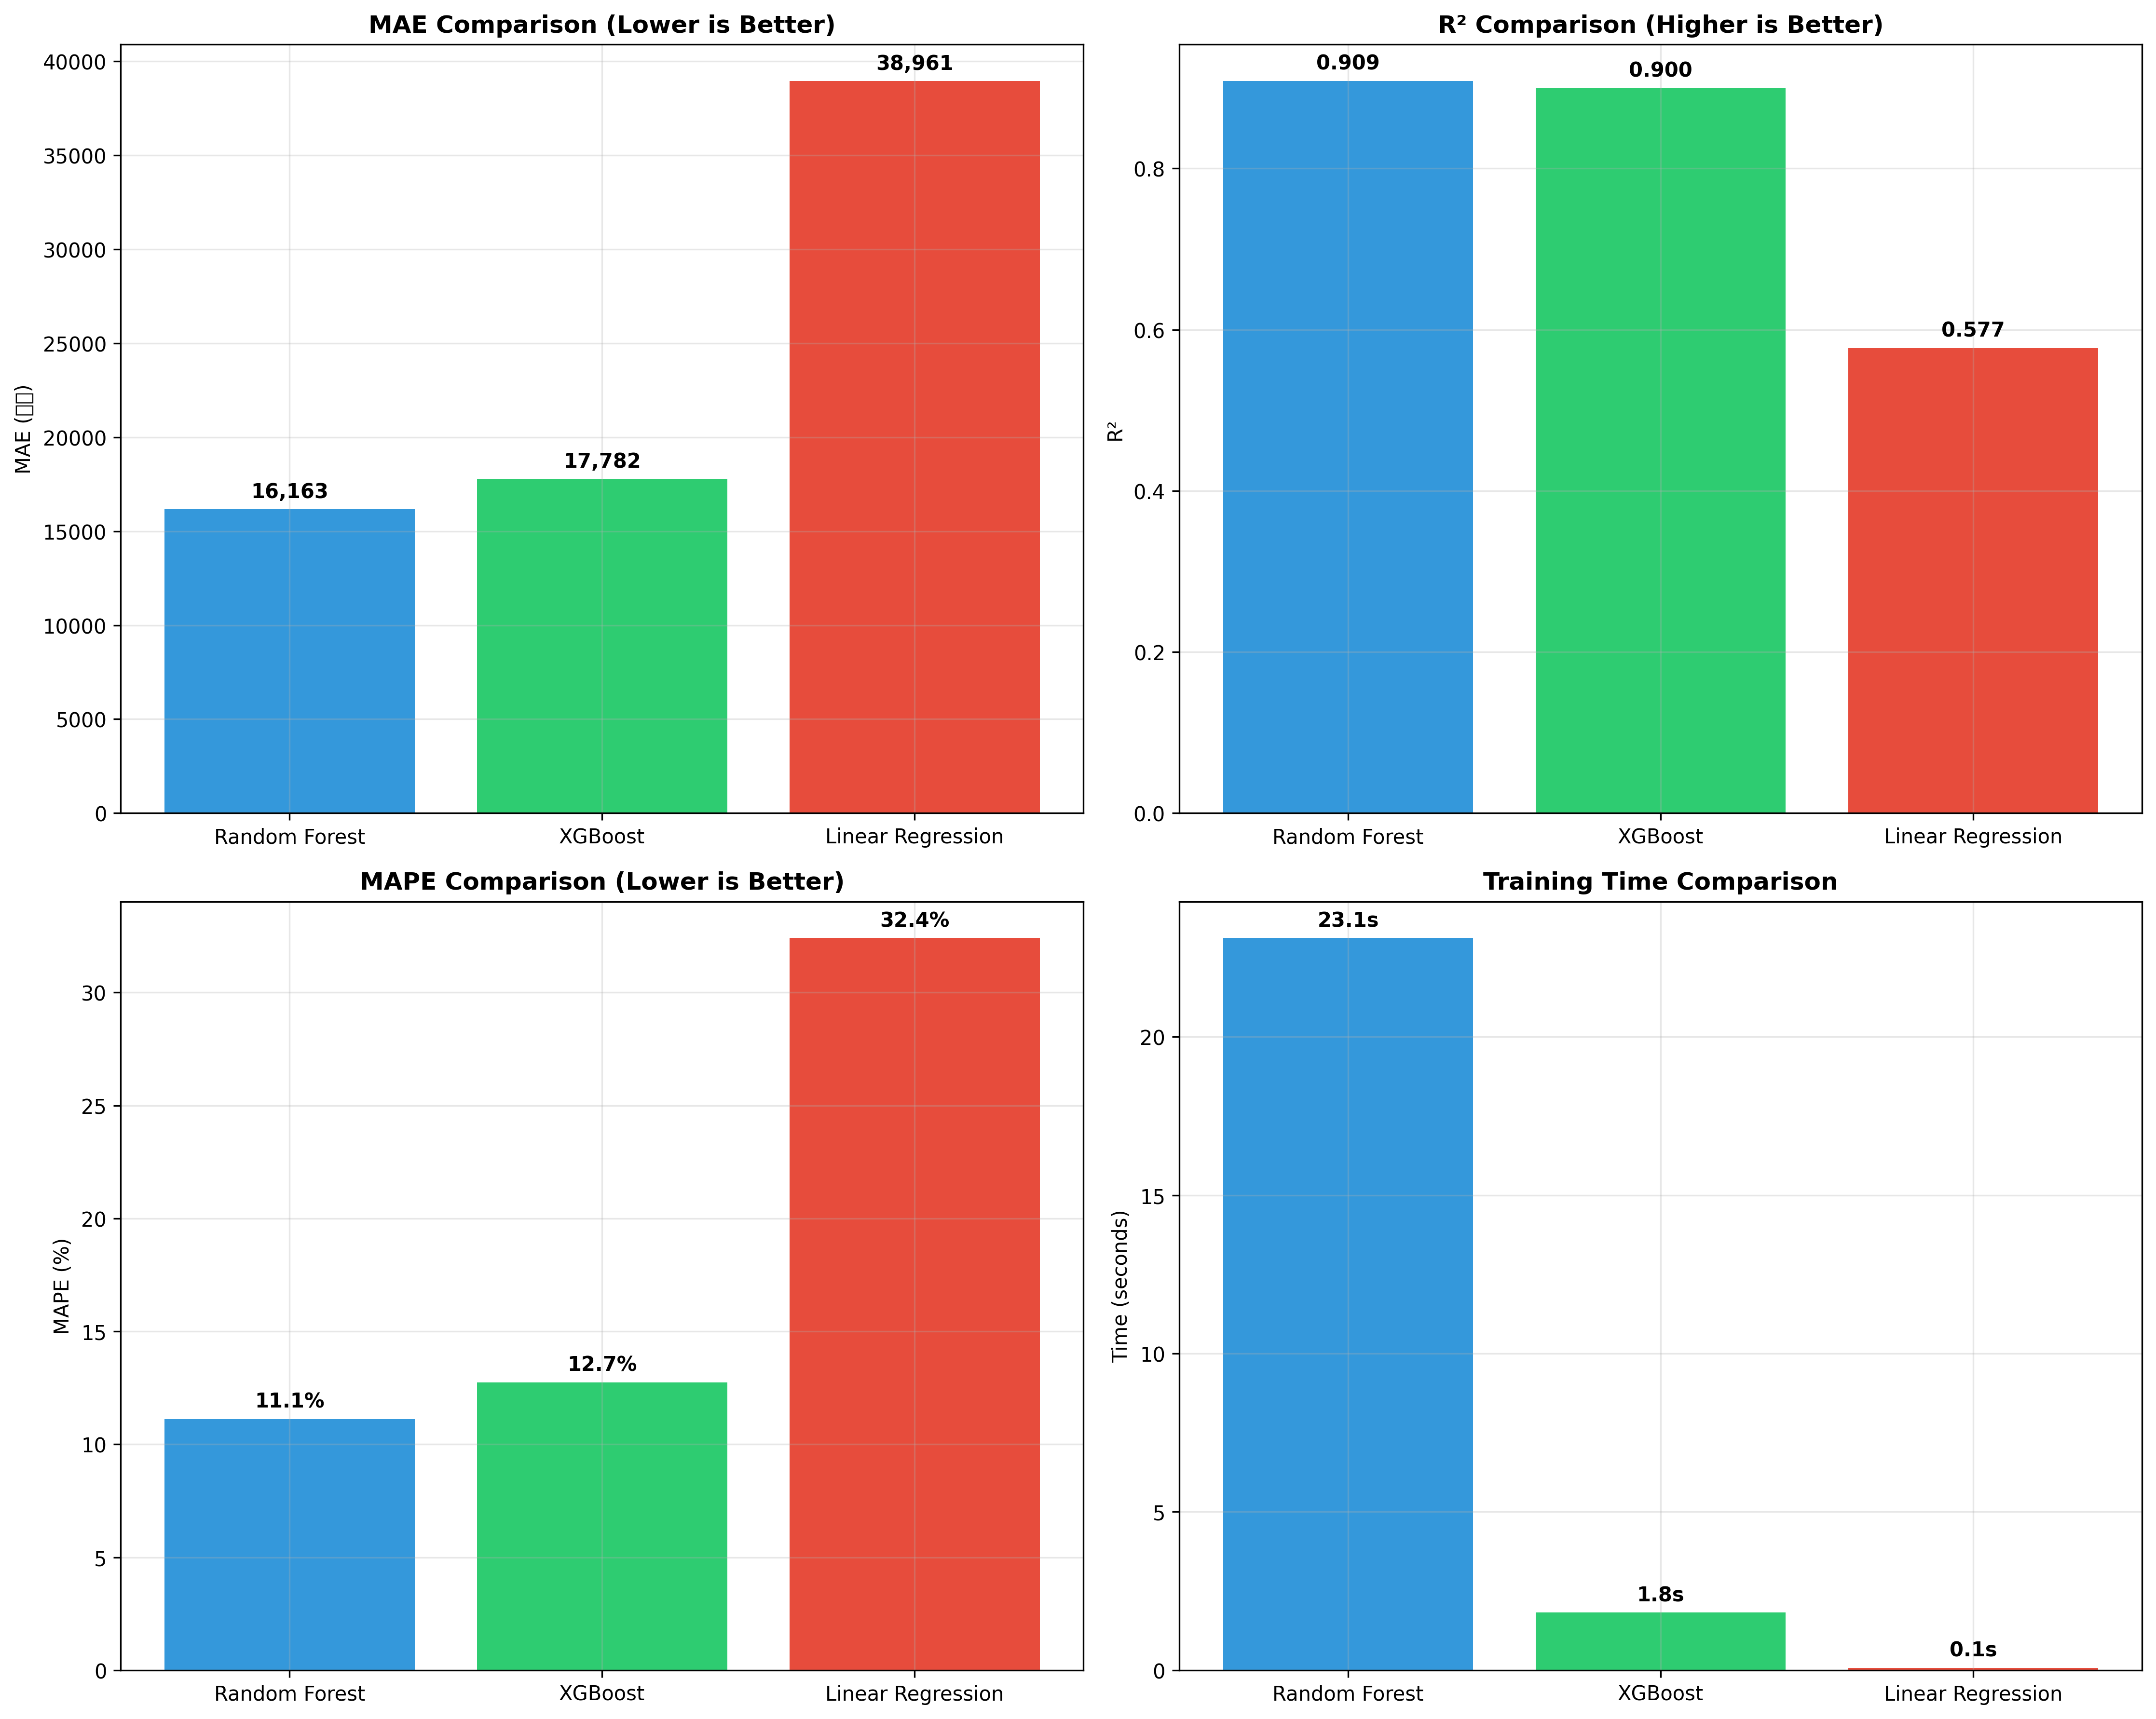 MAE Comparison (Lower is Better)
MAE (□□)
40000
35000
30000
25000
20000
15000
10000
5000
0
16,163
17,782
38,961
Random Forest
XGBoost
Linear Regression
R² Comparison (Higher is Better)
R²
0.8
0.6
0.4
0.2
0.0
0.909
0.900
0.577
Random Forest
XGBoost
Linear Regression
MAPE Comparison (Lower is Better)
MAPE (%)
30
25
20
15
10
5
0
11.1%
12.7%
32.4%
Random Forest
XGBoost
Linear Regression
Training Time Comparison
Time (seconds)
20
15
10
5
0
23.1s
1.8s
0.1s
Random Forest
XGBoost
Linear Regression